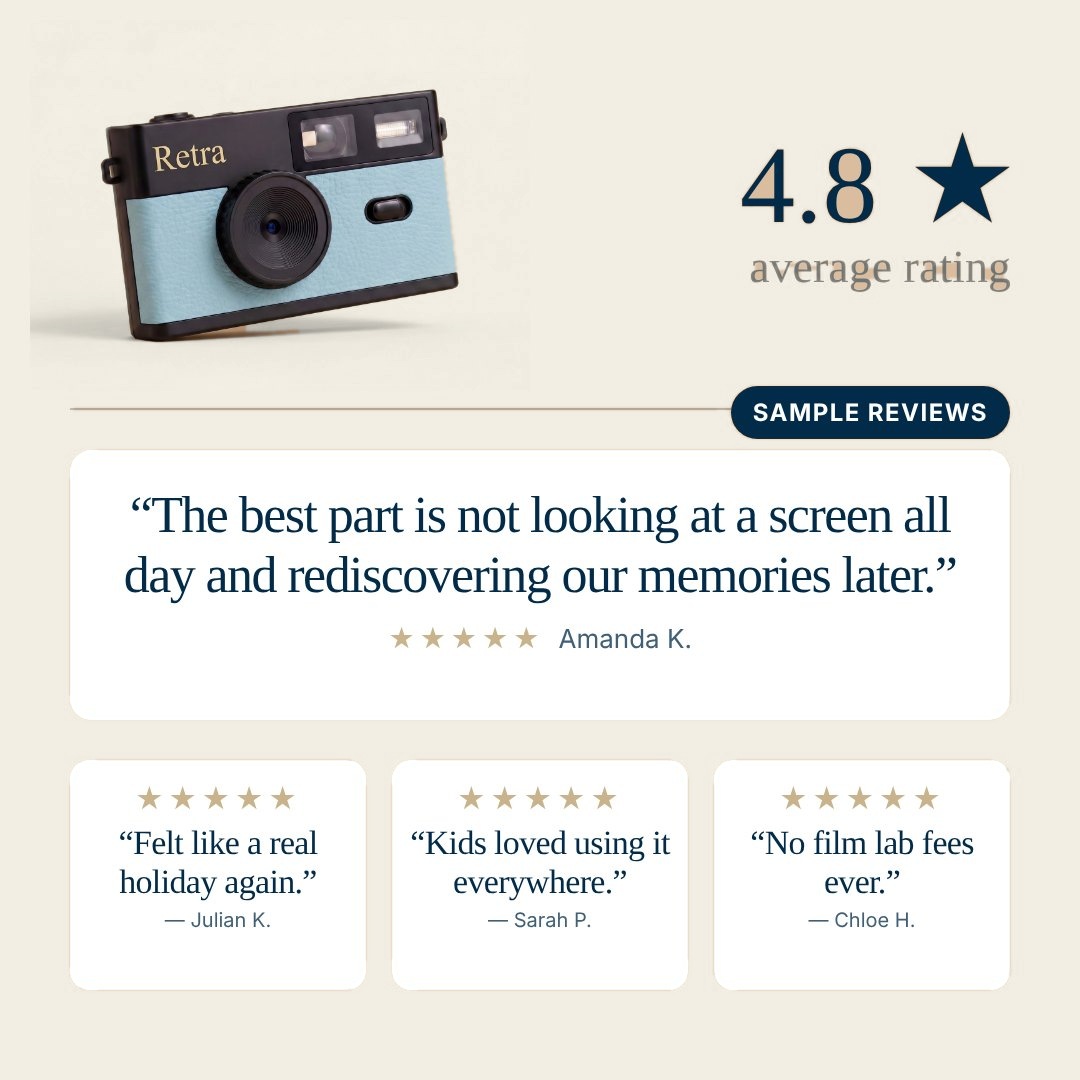 Retra
4.8 ★
average rating
SAMPLE REVIEWS
“The best part is not looking at a screen all
day and rediscovering our memories later.”
★★★★★ Amanda K.
★★★★★
“Felt like a real
holiday again.”
— Julian K.
★★★★★
“Kids loved using it
everywhere.”
— Sarah P.
★★★★★
“No film lab fees
ever.”
— Chloe H.